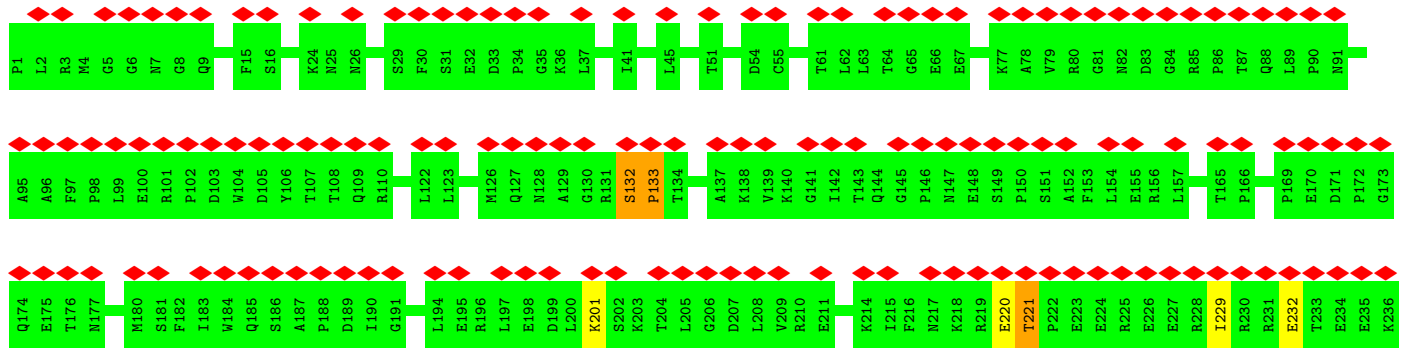 P1 L2 R3 M4 G5 G6 N7 G8 Q9 F15 S16 K24 N25 N26 S29 F30 S31 E32 D33 P34 G35 K36 L37 I41 L45 T51 D54 C55 T61 L62 L63 T64 G65 E66 E67 K77 A78 V79 R80 G81 N82 D83 G84 R85 P86 T87 Q88 L89 P90 N91
A95 A96 F97 P98 L99 E100 R101 P102 D103 W104 D105 Y106 T107 T108 Q109 R110 L122 L123 M126 Q127 N128 A129 G130 R131 S132 P133 T134 A137 K138 V139 K140 G141 I142 T143 Q144 G145 P146 N147 E148 S149 P150 S151 A152 F153 L154 E155 R156 L157 T165 P166 P169 E170 D171 P172 G173
Q174 E175 T176 N177 M180 S181 F182 I183 W184 Q185 S186 A187 P188 D189 I190 G191 L194 E195 R196 L197 E198 D199 L200 K201 S202 K203 T204 L205 G206 D207 L208 V209 R210 E211 K214 I215 F216 N217 K218 R219 E220 T221 P222 E223 E224 R225 E226 E227 R228 I229 R230 R231 E232 T233 E234 E235 K236